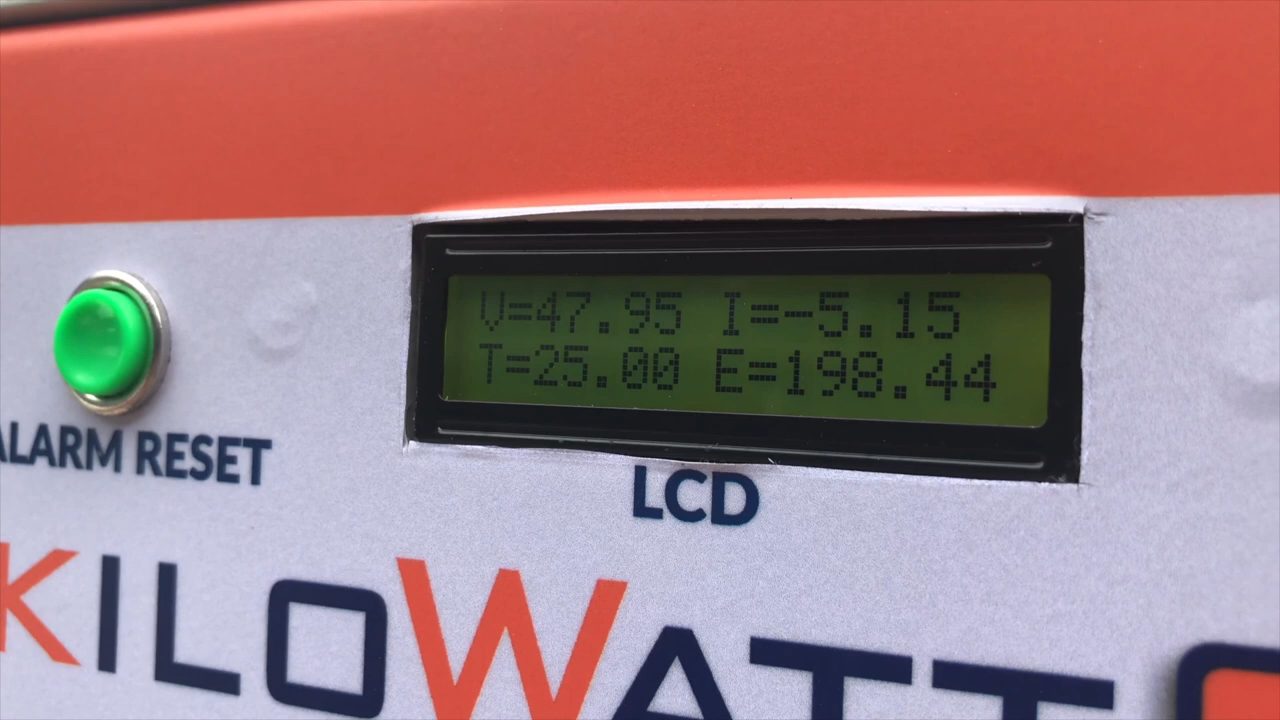 V=47.95 I=-5.15
T=25.00 E=198.44
ALARM RESET
LCD
KILOWATT